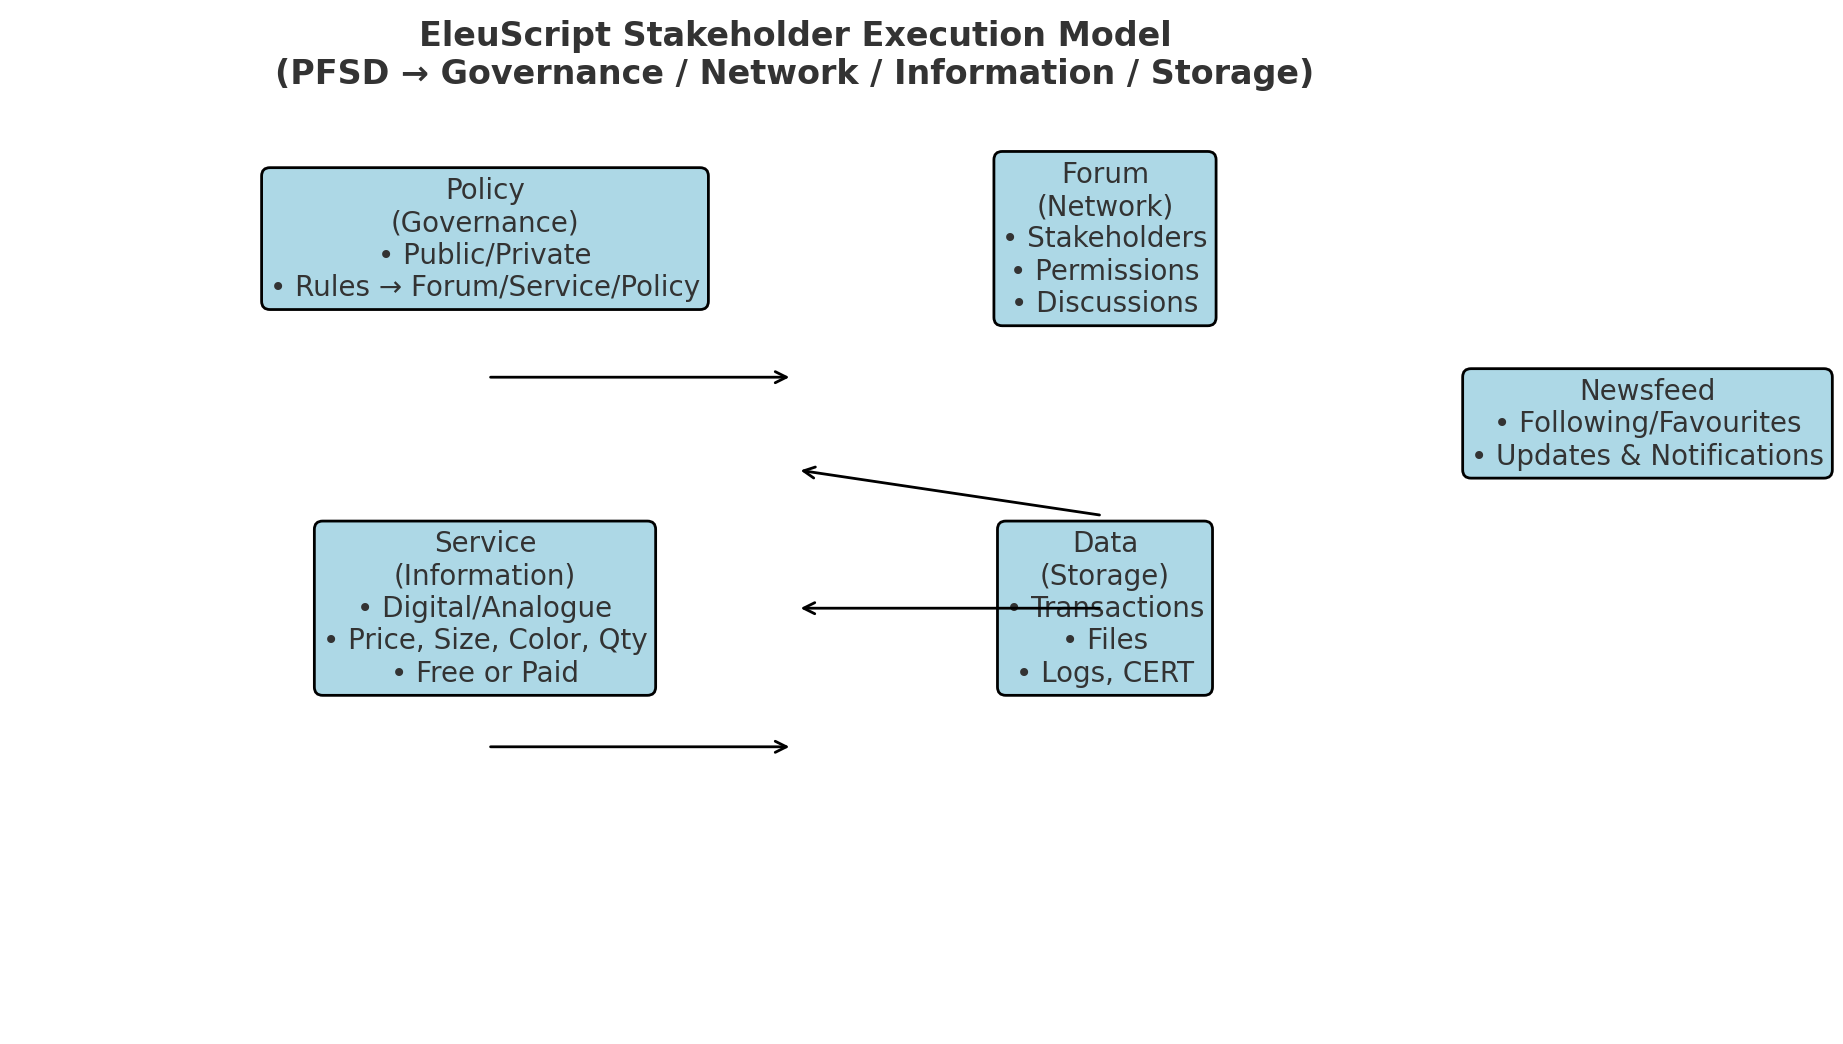 EleuScript Stakeholder Execution Model
(PFSD → Governance / Network / Information / Storage)
Policy
(Governance)
• Public/Private
• Rules → Forum/Service/Policy
Forum
(Network)
• Stakeholders
• Permissions
• Discussions
Newsfeed
• Following/Favourites
• Updates & Notifications
Service
(Information)
• Digital/Analogue
• Price, Size, Color, Qty
• Free or Paid
Data
(Storage)
• Transactions
• Files
• Logs, CERT